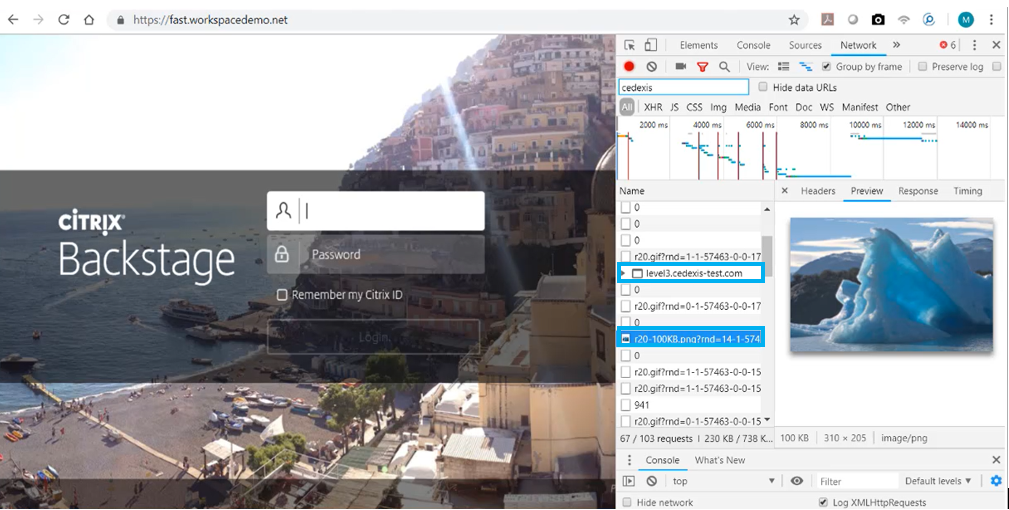 https://fast.workspacedemo.net
M
Elements Console Sources Network » 6
View: Group by frame Preserve log
cedexis Hide data URLs
All XHR JS CSS Img Media Font Doc WS Manifest Other
2000 ms 4000 ms 6000 ms 8000 ms 10000 ms 12000 ms 14000 ms
Name × Headers Preview Response Timing
0
0
0
r20.gif?rnd=1-1-57463-0-0-17
level3.cedexis-test.com
0
r20.gif?rnd=0-1-57463-0-0-17
0
r20-100KB.png?rnd=14-1-574
0
r20.gif?rnd=1-1-57463-0-0-15
r20.gif?rnd=0-1-57463-0-0-15
941
r20.gif?rnd=0-1-57463-0-0-15
67 / 103 requests | 230 KB / 738 K... 100 KB 310 × 205 image/png
Console What's New
top Filter Default levels ▼
Hide network Log XMLHttpRequests
CİTRIX®
Backstage
Password
Remember my Citrix ID
Login